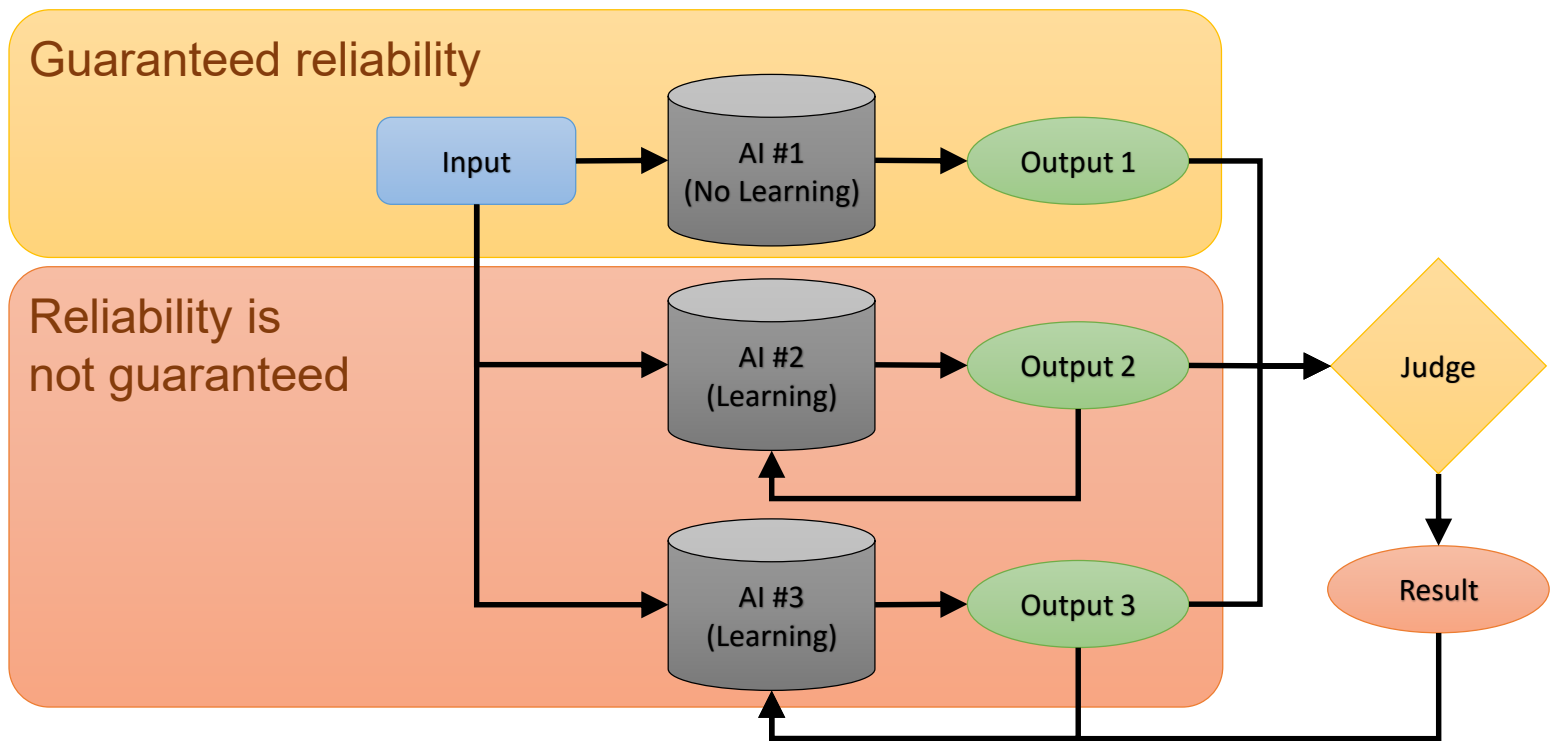 Guaranteed reliability
Input
AI #1
(No Learning)
Output 1
Reliability is
not guaranteed
AI #2
(Learning)
Output 2
Judge
AI #3
(Learning)
Output 3
Result